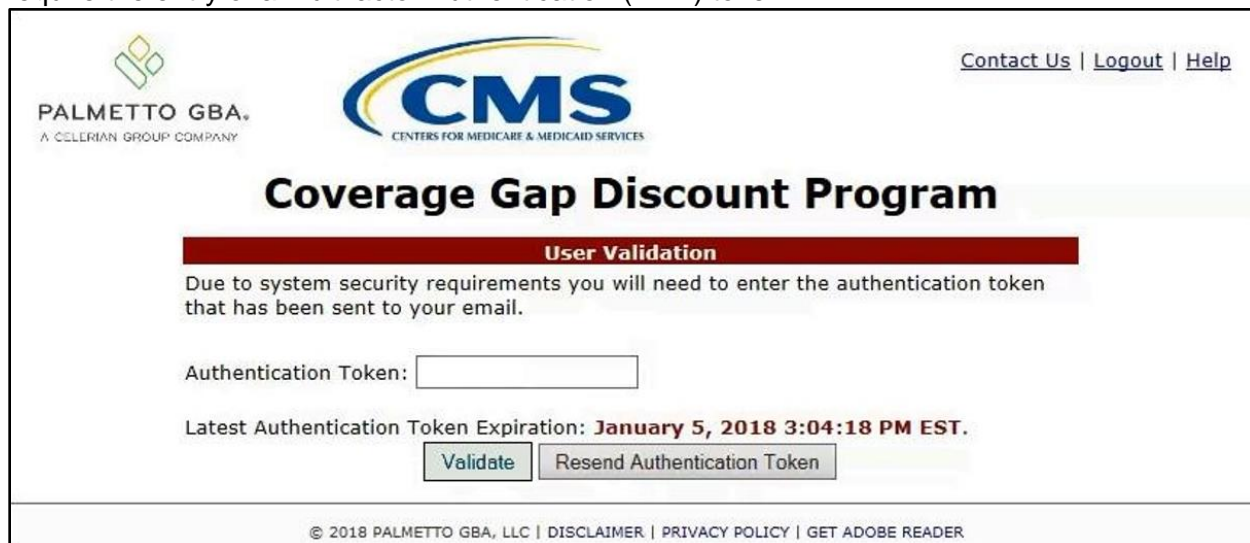 PALMETTO GBA®
A CELERIAN GROUP COMPANY
CMS
CENTERS FOR MEDICARE & MEDICAID SERVICES
Contact Us | Logout | Help
Coverage Gap Discount Program
User Validation
Due to system security requirements you will need to enter the authentication token
that has been sent to your email.
Authentication Token:
Latest Authentication Token Expiration: January 5, 2018 3:04:18 PM EST.
Validate Resend Authentication Token
© 2018 PALMETTO GBA, LLC | DISCLAIMER | PRIVACY POLICY | GET ADOBE READER